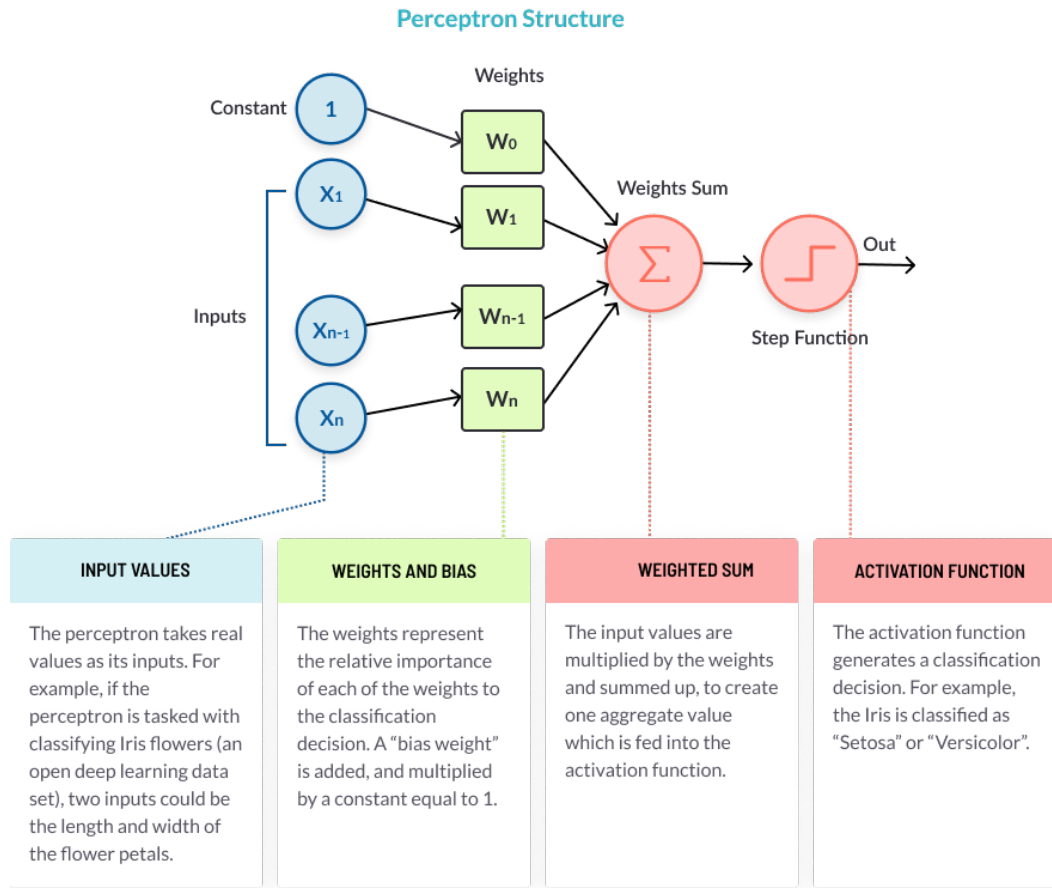 Perceptron Structure
Weights
Constant
1
W0
X1
W1
Weights Sum
Σ
Out
Inputs
Xn-1
Wn-1
Step Function
Xn
Wn
INPUT VALUES
The perceptron takes real
values as its inputs. For
example, if the
perceptron is tasked with
classifying Iris flowers (an
open deep learning data
set), two inputs could be
the length and width of
the flower petals.
WEIGHTS AND BIAS
The weights represent
the relative importance
of each of the weights to
the classification
decision. A “bias weight”
is added, and multiplied
by a constant equal to 1.
WEIGHTED SUM
The input values are
multiplied by the weights
and summed up, to create
one aggregate value
which is fed into the
activation function.
ACTIVATION FUNCTION
The activation function
generates a classification
decision. For example,
the Iris is classified as
“Setosa” or “Versicolor”.